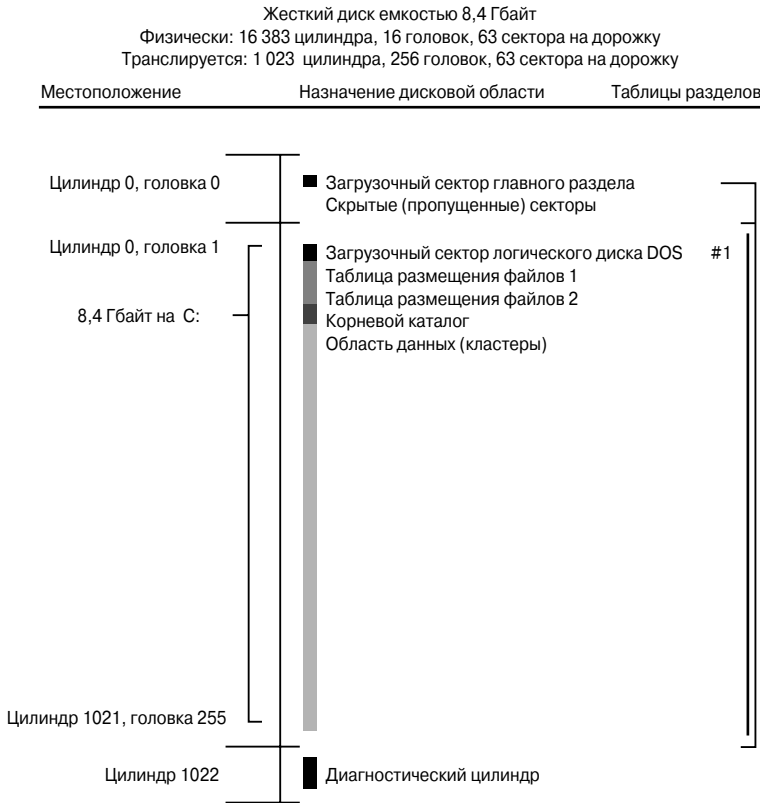 Жесткий диск емкостью 8,4 Гбайт
Физически: 16 383 цилиндра, 16 головок, 63 сектора на дорожку
Транслируется: 1 023 цилиндра, 256 головок, 63 сектора на дорожку
Местоположение Назначение дисковой области Таблицы разделов
Цилиндр 0, головка 0 Загрузочный сектор главного раздела
Скрытые (пропущенные) секторы
Цилиндр 0, головка 1 Загрузочный сектор логического диска DOS #1
Таблица размещения файлов 1
Таблица размещения файлов 2
8,4 Гбайт на C: Корневой каталог
Область данных (кластеры)
Цилиндр 1021, головка 255
Цилиндр 1022 Диагностический цилиндр